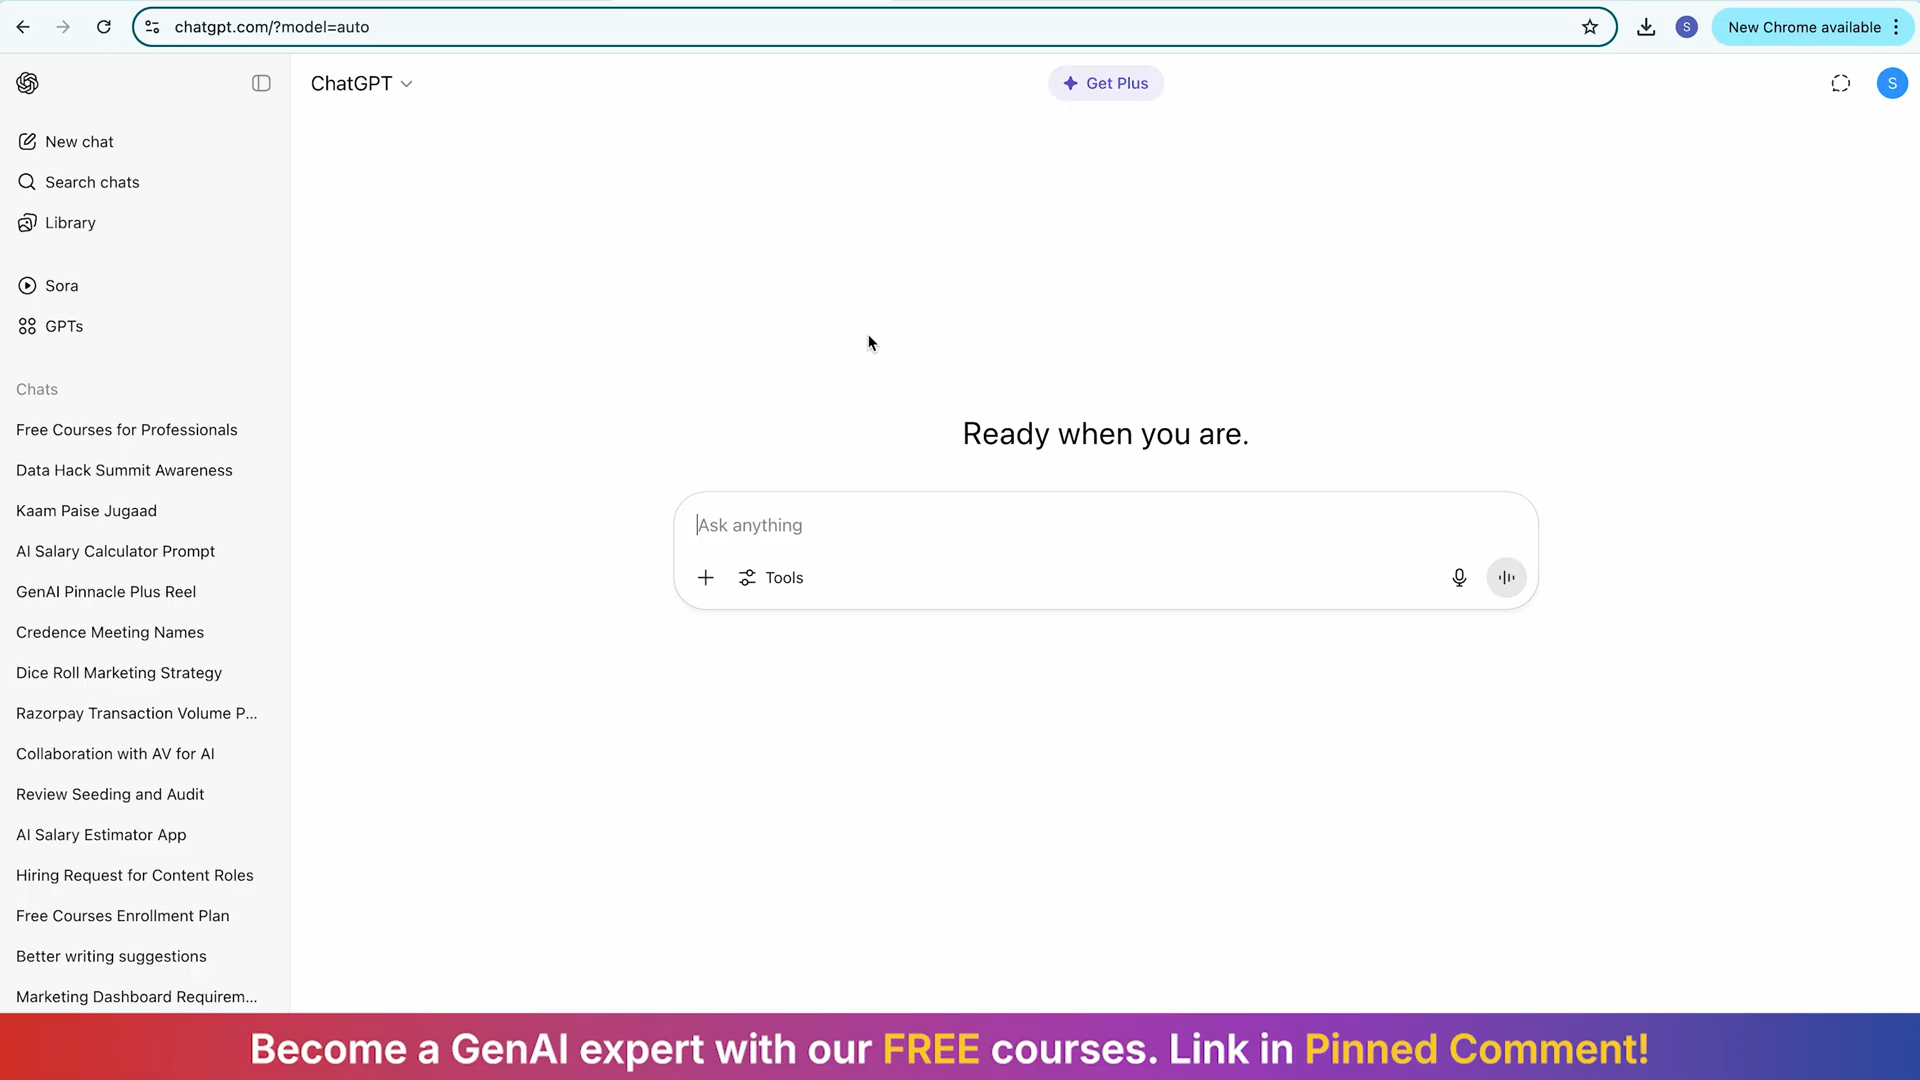 chatgpt.com/?model=auto
S
New Chrome available
ChatGPT
Get Plus
S
New chat
Search chats
Library
Sora
GPTs
Chats
Free Courses for Professionals
Data Hack Summit Awareness
Kaam Paise Jugaad
AI Salary Calculator Prompt
GenAI Pinnacle Plus Reel
Credence Meeting Names
Dice Roll Marketing Strategy
Razorpay Transaction Volume P...
Collaboration with AV for AI
Review Seeding and Audit
AI Salary Estimator App
Hiring Request for Content Roles
Free Courses Enrollment Plan
Better writing suggestions
Marketing Dashboard Requirem...
Ready when you are.
Ask anything
Tools
Become a GenAI expert with our FREE courses. Link in Pinned Comment!